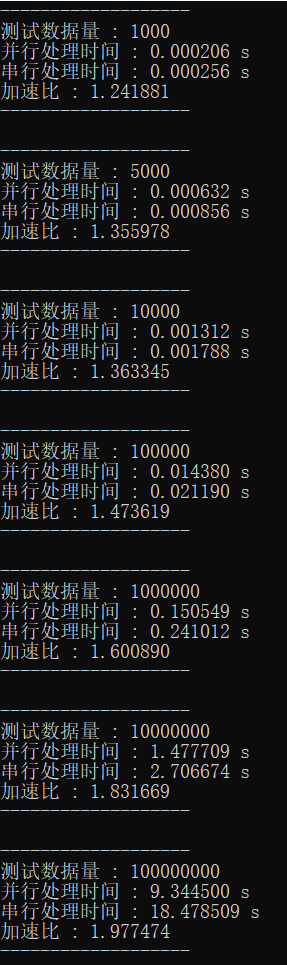 --------------------
测试数据量 : 1000
并行处理时间 : 0.000206 s
串行处理时间 : 0.000256 s
加速比 : 1.241881
--------------------
--------------------
测试数据量 : 5000
并行处理时间 : 0.000632 s
串行处理时间 : 0.000856 s
加速比 : 1.355978
--------------------
--------------------
测试数据量 : 10000
并行处理时间 : 0.001312 s
串行处理时间 : 0.001788 s
加速比 : 1.363345
--------------------
--------------------
测试数据量 : 100000
并行处理时间 : 0.014380 s
串行处理时间 : 0.021190 s
加速比 : 1.473619
--------------------
--------------------
测试数据量 : 1000000
并行处理时间 : 0.150549 s
串行处理时间 : 0.241012 s
加速比 : 1.600890
--------------------
--------------------
测试数据量 : 10000000
并行处理时间 : 1.477709 s
串行处理时间 : 2.706674 s
加速比 : 1.831669
--------------------
--------------------
测试数据量 : 100000000
并行处理时间 : 9.344500 s
串行处理时间 : 18.478509 s
加速比 : 1.977474
--------------------